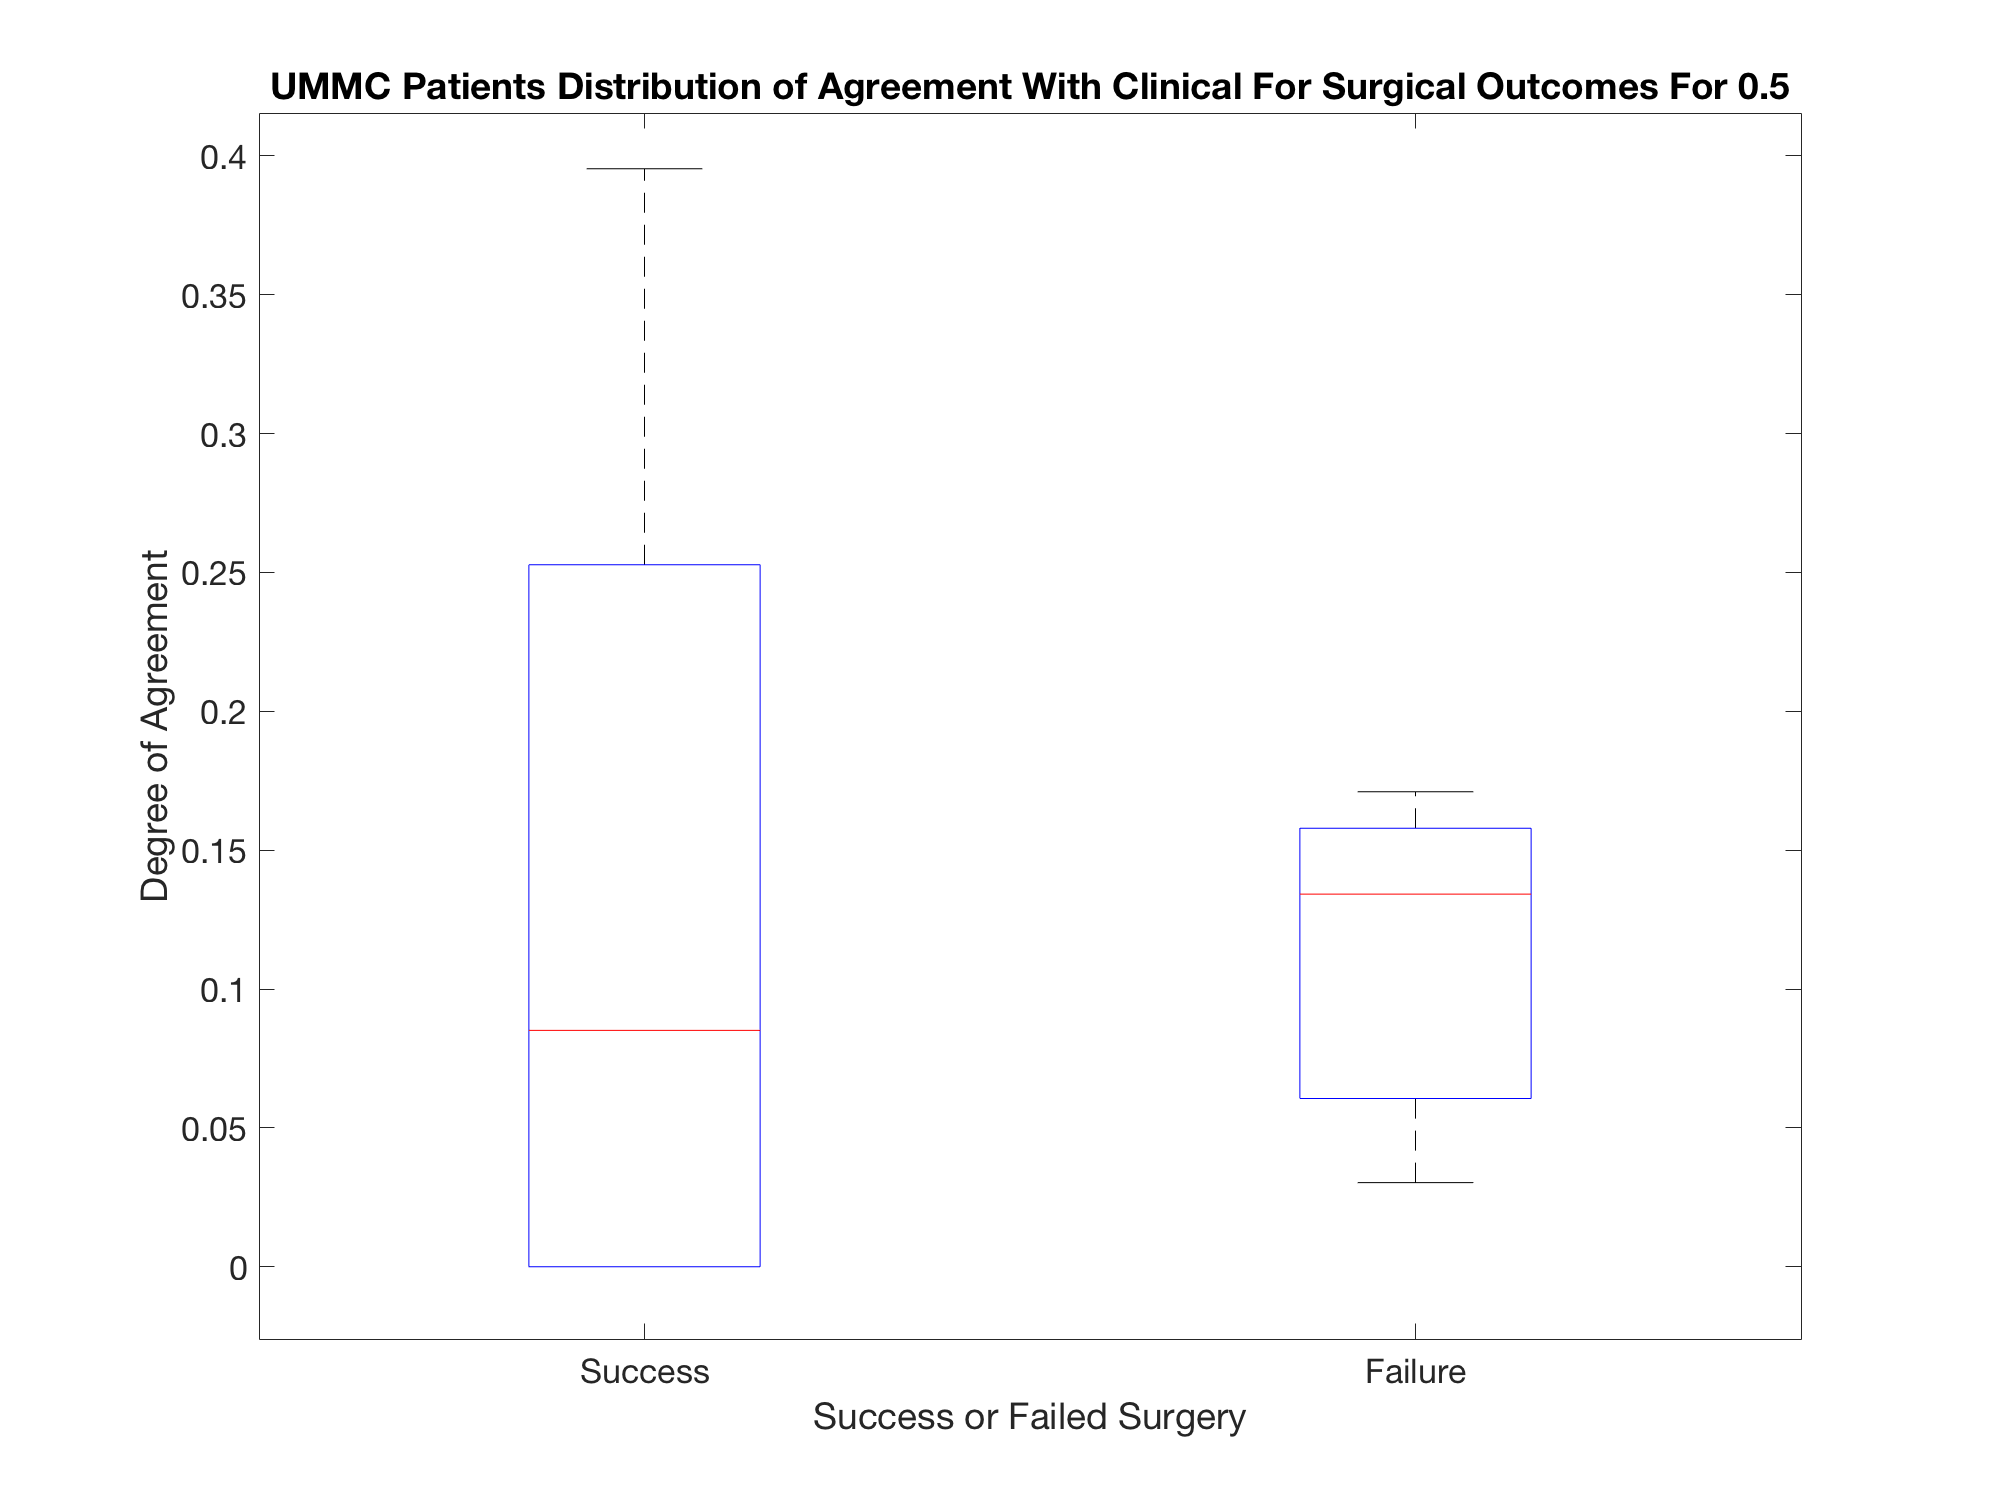 UMMC Patients Distribution of Agreement With Clinical For Surgical Outcomes For 0.5
0.4
0.35
0.3
0.25
0.2
0.15
0.1
0.05
0
Degree of Agreement
Success
Failure
Success or Failed Surgery